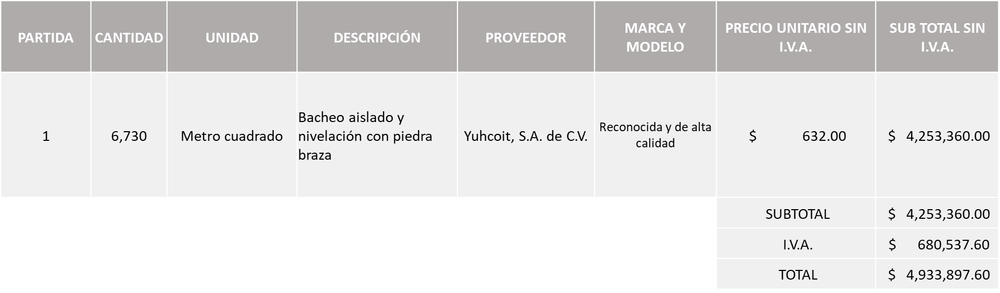 PARTIDA
CANTIDAD
UNIDAD
DESCRIPCIÓN
PROVEEDOR
MARCA Y
MODELO
PRECIO UNITARIO SIN
I.V.A.
SUB TOTAL SIN
I.V.A.
1
6,730
Metro cuadrado
Bacheo aislado y
nivelación con piedra
braza
Yuhcoit, S.A. de C.V.
Reconocida y de alta
calidad
$ 632.00
$ 4,253,360.00
SUBTOTAL
$ 4,253,360.00
I.V.A.
$ 680,537.60
TOTAL
$ 4,933,897.60